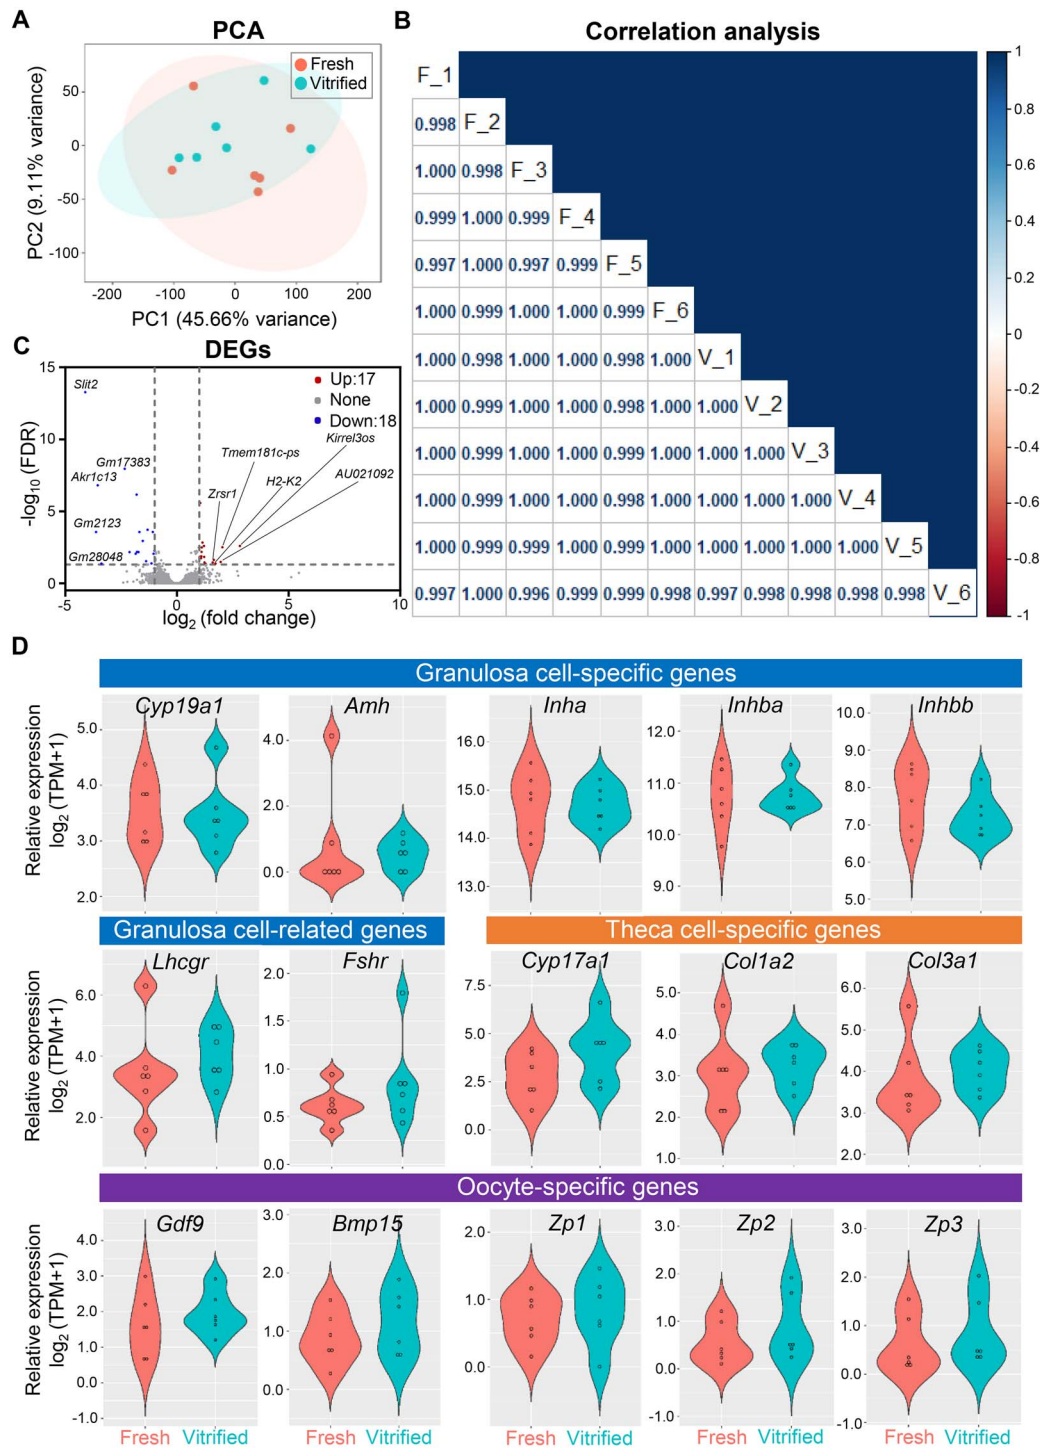 A
PCA
Fresh
Vitrified
50
0
-50
-100
-200
-100
0
100
200
PC2 (9.11% variance)
PC1 (45.66% variance)
B
Correlation analysis
F_1
0.998 F_2
1.000 0.998 F_3
0.999 1.000 0.999 F_4
0.997 1.000 0.997 0.999 F_5
1.000 0.999 1.000 1.000 0.999 F_6
1.000 0.998 1.000 0.999 0.998 1.000 V_1
1.000 0.999 1.000 1.000 0.998 1.000 1.000 V_2
1.000 0.999 1.000 1.000 0.999 1.000 1.000 1.000 V_3
1.000 0.999 1.000 1.000 0.998 1.000 1.000 1.000 1.000 V_4
1.000 0.999 1.000 1.000 0.999 1.000 1.000 1.000 1.000 1.000 V_5
0.997 1.000 0.996 0.999 0.999 0.998 0.997 0.998 0.998 0.998 0.998 V_6
1
0.8
0.6
0.4
0.2
0
-0.2
-0.4
-0.6
-0.8
-1
C
DEGs
Up:17
None
Down:18
Slit2
Gm17383
Akr1c13
Gm2123
Gm28048
Kirrel3os
Tmem181c-ps
AU021092
H2-K2
Zrsr1
15
10
5
0
-5
0
5
10
-log10 (FDR)
log2 (fold change)
D
Granulosa cell-specific genes
Relative expression
log2 (TPM+1)
Cyp19a1
5.0
4.0
3.0
2.0
Amh
4.0
2.0
0.0
Inha
16.0
15.0
14.0
13.0
Inhba
12.0
11.0
10.0
9.0
Inhbb
10.0
9.0
8.0
7.0
6.0
5.0
Granulosa cell-related genes
Theca cell-specific genes
Relative expression
log2 (TPM+1)
Lhcgr
6.0
4.0
2.0
Fshr
2.0
1.5
1.0
0.5
0.0
Cyp17a1
7.5
5.0
2.5
0.0
Col1a2
5.0
4.0
3.0
2.0
1.0
Col3a1
6.0
5.0
4.0
3.0
2.0
Oocyte-specific genes
Relative expression
log2 (TPM+1)
Gdf9
4.0
3.0
2.0
1.0
0.0
-1.0
Bmp15
3.0
2.0
1.0
0.0
Zp1
2.0
1.0
0.0
Zp2
3.0
2.0
1.0
0.0
-1.0
Zp3
3.0
2.0
1.0
0.0
-1.0
Fresh Vitrified
Fresh Vitrified
Fresh Vitrified
Fresh Vitrified
Fresh Vitrified